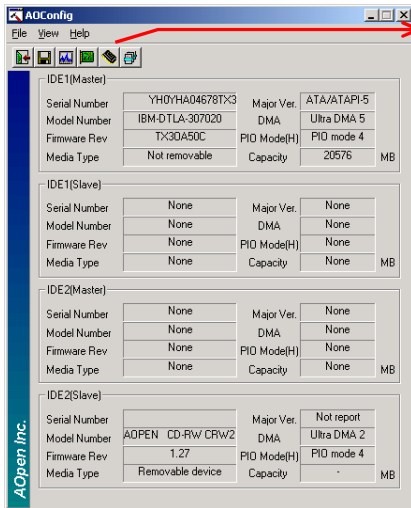 AOConfig
File View Help
IDE1(Master)
Serial Number YH0YHA04678TX3 Major Ver. ATA/ATAPI-5
Model Number IBM-DTLA-307020 DMA Ultra DMA 5
Firmware Rev TX3OA50C PIO Mode(H) PIO mode 4
Media Type Not removable Capacity 20576 MB
IDE1(Slave)
Serial Number None Major Ver. None
Model Number None DMA None
Firmware Rev None PIO Mode(H) None
Media Type None Capacity None MB
IDE2(Master)
Serial Number None Major Ver. None
Model Number None DMA None
Firmware Rev None PIO Mode(H) None
Media Type None Capacity None MB
IDE2(Slave)
Serial Number Major Ver. Not report
Model Number AOPEN CD-RW CRW2 DMA Ultra DMA 2
Firmware Rev 1.27 PIO Mode(H) PIO mode 4
Media Type Removable device Capacity - MB
AOpen Inc.